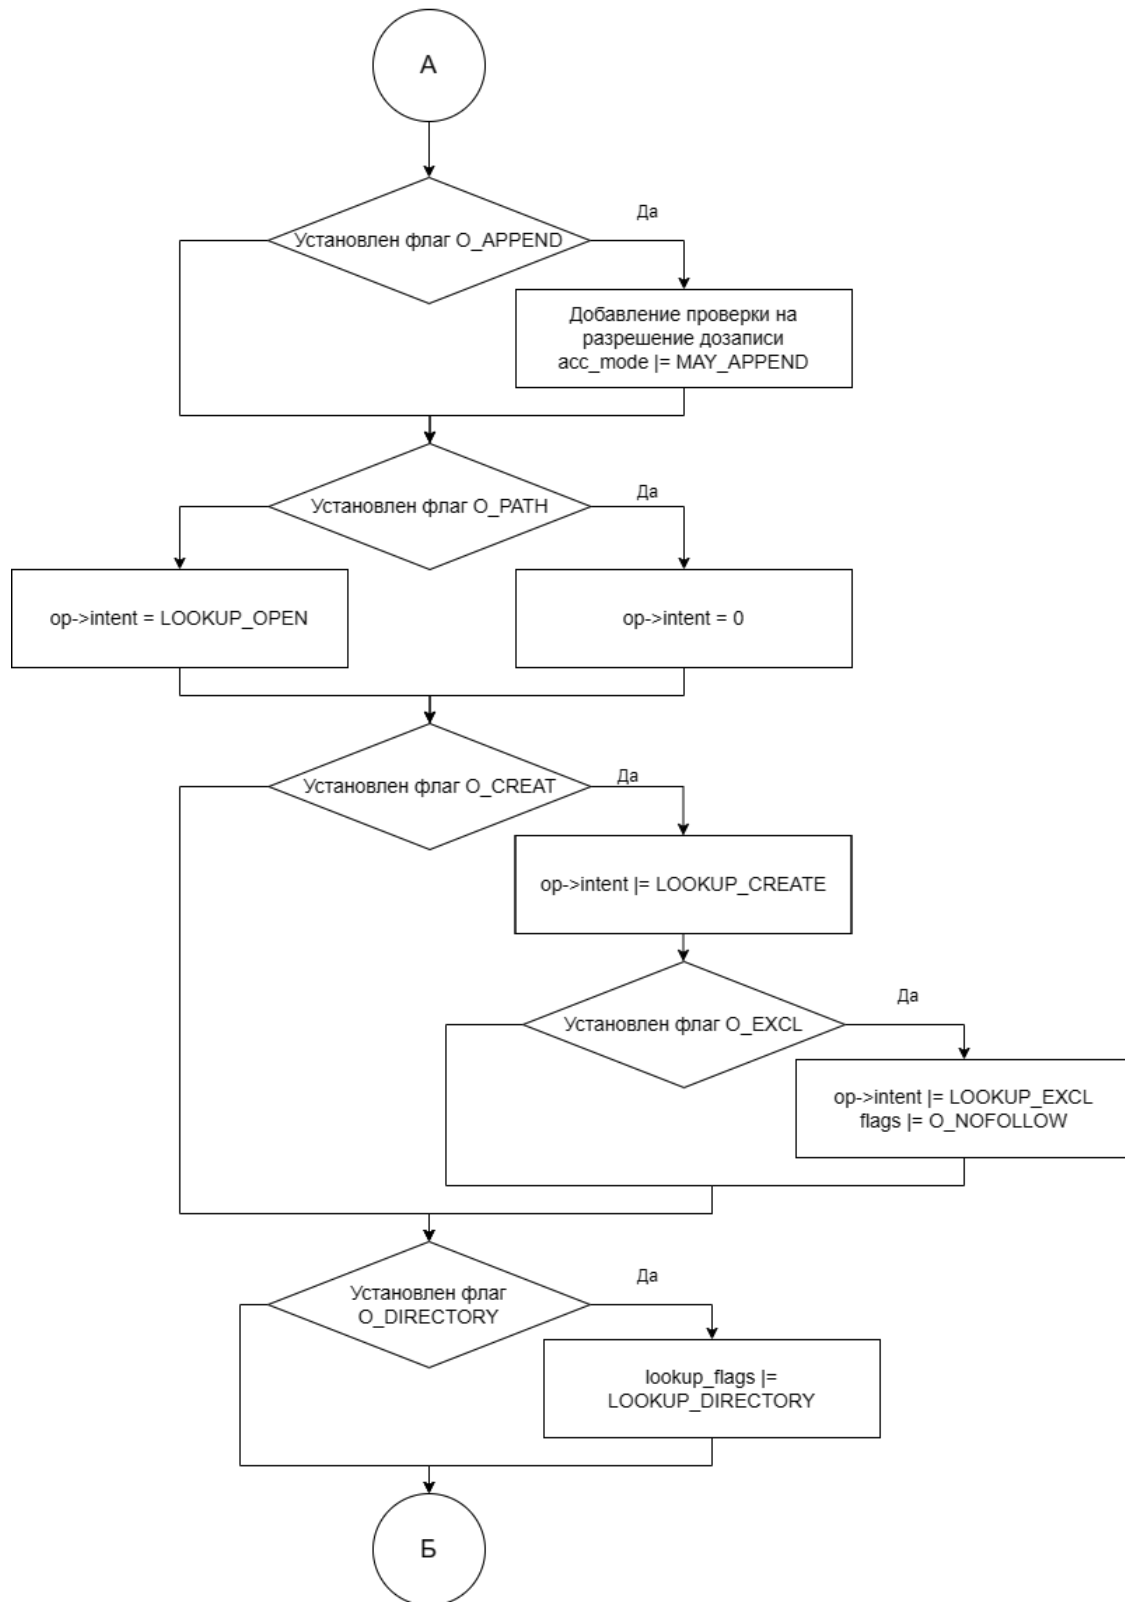 А
Установлен флаг O_APPEND
Да
Добавление проверки на
разрешение дозаписи
acc_mode |= MAY_APPEND
Установлен флаг O_PATH
Да
op->intent = LOOKUP_OPEN
op->intent = 0
Установлен флаг O_CREAT
Да
op->intent |= LOOKUP_CREATE
Установлен флаг O_EXCL
Да
op->intent |= LOOKUP_EXCL
flags |= O_NOFOLLOW
Установлен флаг
O_DIRECTORY
Да
lookup_flags |=
LOOKUP_DIRECTORY
Б